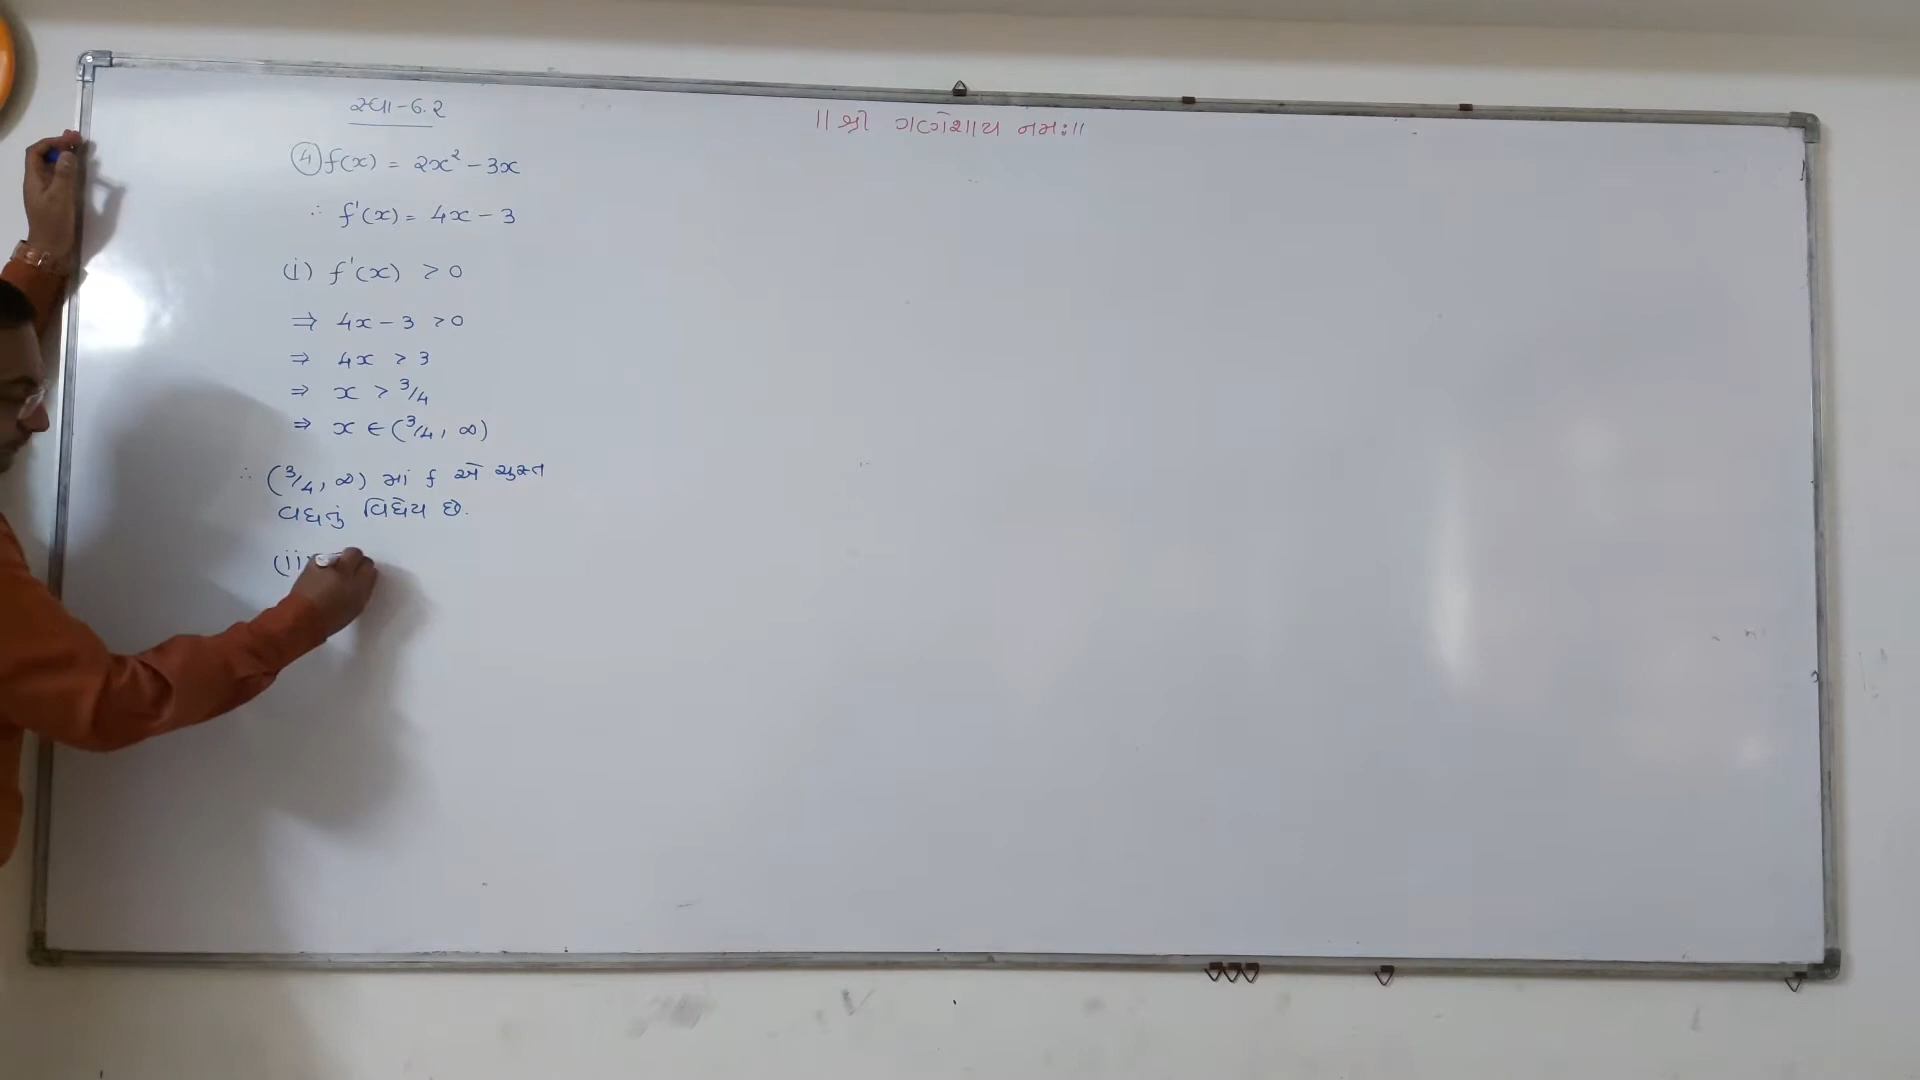 સ્વા-6.2
|| શ્રી ગણેશાય નમઃ ||
④ f(x) = 2x² - 3x
∴ f'(x) = 4x - 3
(i) f'(x) > 0
⇒ 4x - 3 > 0
⇒ 4x > 3
⇒ x > 3/4
⇒ x ∈ (3/4, ∞)
∴ (3/4, ∞) માં f એ ચુસ્ત
વધતું વિધેય છે.
(ii)